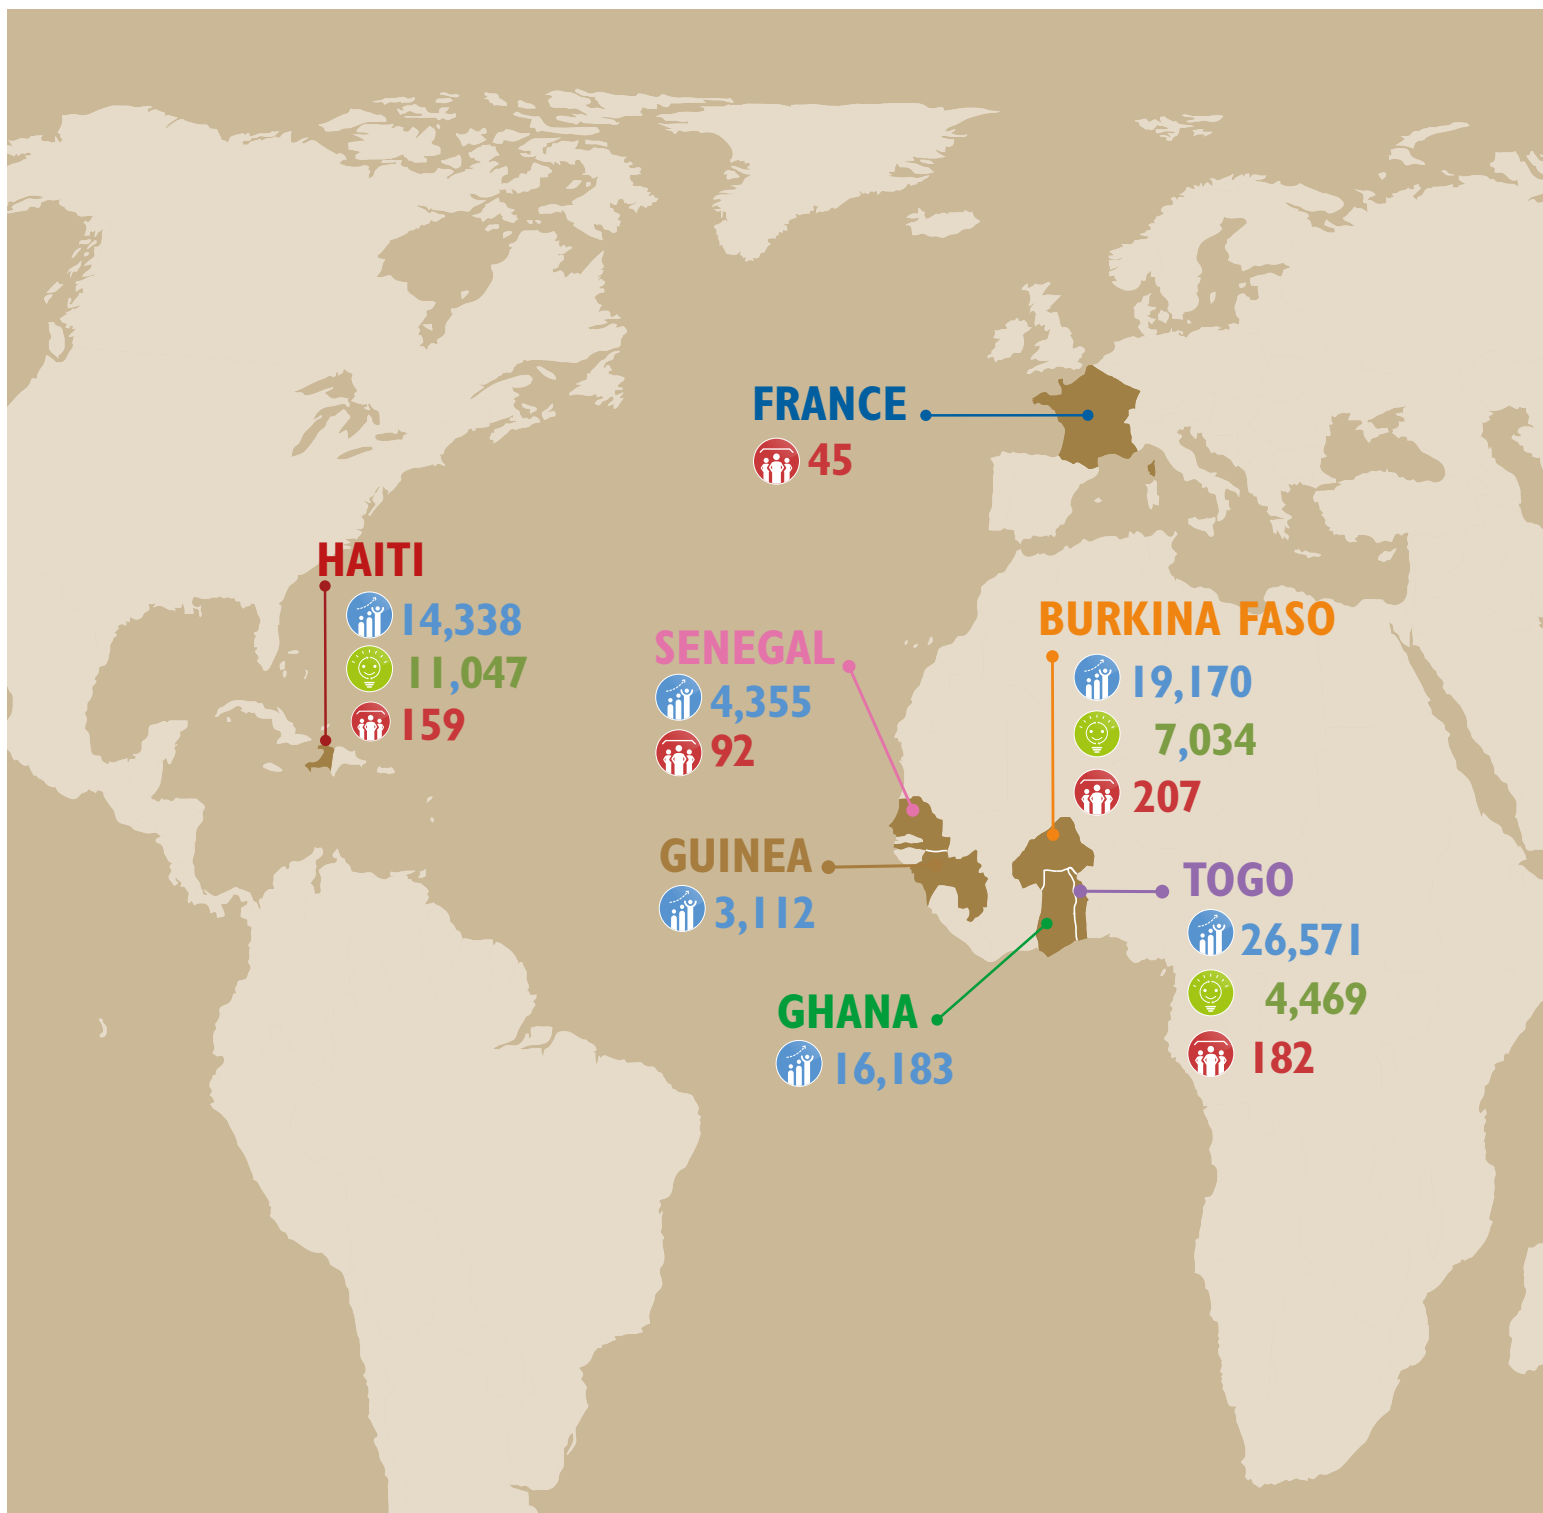 FRANCE
45
HAITI
14,338
11,047
159
SENEGAL
4,355
92
BURKINA FASO
19,170
7,034
207
GUINEA
3,112
TOGO
26,571
4,469
182
GHANA
16,183